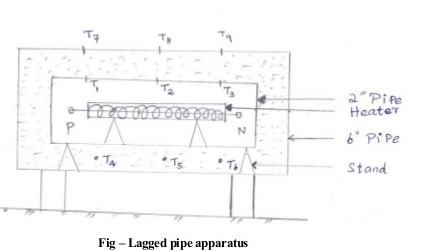 T7 T8 T9
T1 T2 T3
2" Pipe
Heater
P N
6" Pipe
T4 T5 T6
Stand
Fig – Lagged pipe apparatus